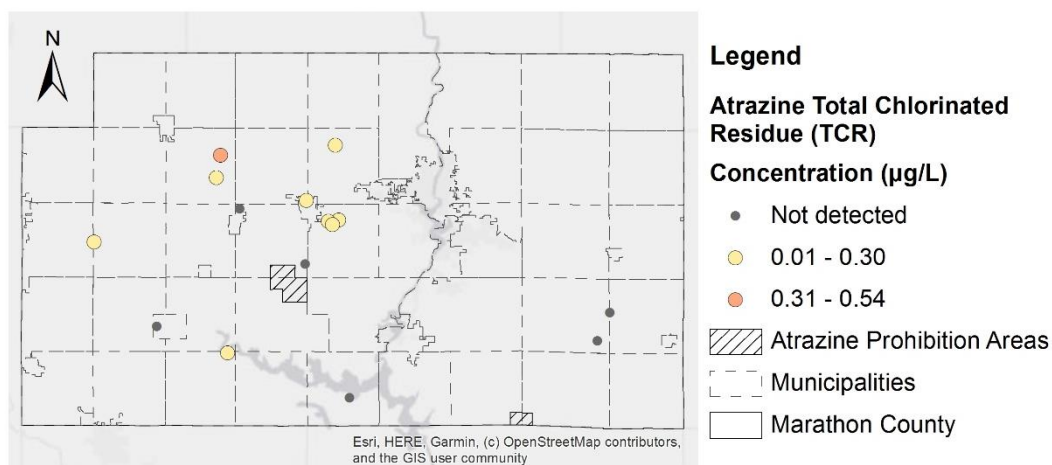 N
Esri, HERE, Garmin, (c) OpenStreetMap contributors,
and the GIS user community
Legend
Atrazine Total Chlorinated
Residue (TCR)
Concentration (µg/L)
Not detected
0.01 - 0.30
0.31 - 0.54
Atrazine Prohibition Areas
Municipalities
Marathon County